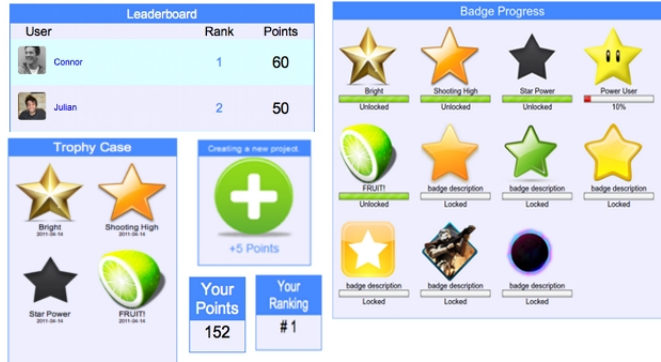 Leaderboard
User Rank Points
Connor 1 60
Julian 2 50
Trophy Case
Bright
2011-04-14
Shooting High
2011-04-14
Star Power
2011-04-14
FRUIT!
2011-04-14
Creating a new project.
+5 Points
Your
Points
152
Your
Ranking
# 1
Badge Progress
Bright
Unlocked
Shooting High
Unlocked
Star Power
Unlocked
Power User
10%
FRUIT!
Unlocked
badge description
Locked
badge description
Locked
badge description
Locked
badge description
Locked
badge description
Locked
badge description
Locked